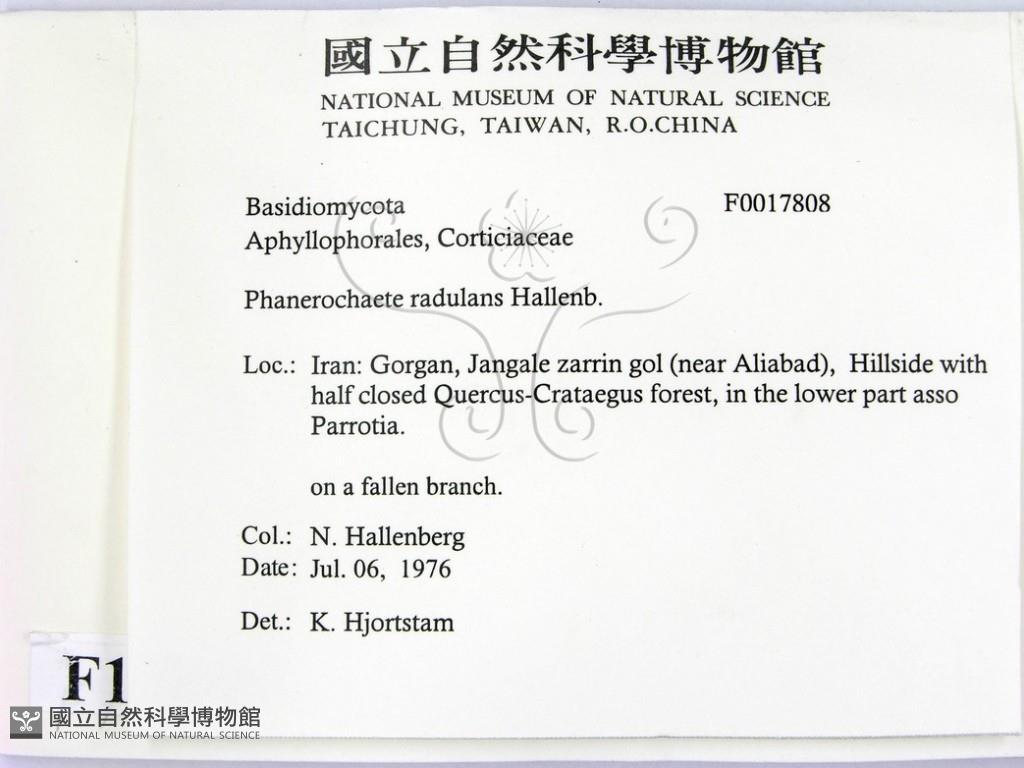 國立自然科學博物館
NATIONAL MUSEUM OF NATURAL SCIENCE
TAICHUNG, TAIWAN, R.O.CHINA
Basidiomycota F0017808
Aphyllophorales, Corticiaceae
Phanerochaete radulans Hallenb.
Loc.: Iran: Gorgan, Jangale zarrin gol (near Aliabad), Hillside with
half closed Quercus-Crataegus forest, in the lower part asso
Parrotia.
on a fallen branch.
Col.: N. Hallenberg
Date: Jul. 06, 1976
Det.: K. Hjortstam
F1
國立自然科學博物館
NATIONAL MUSEUM OF NATURAL SCIENCE